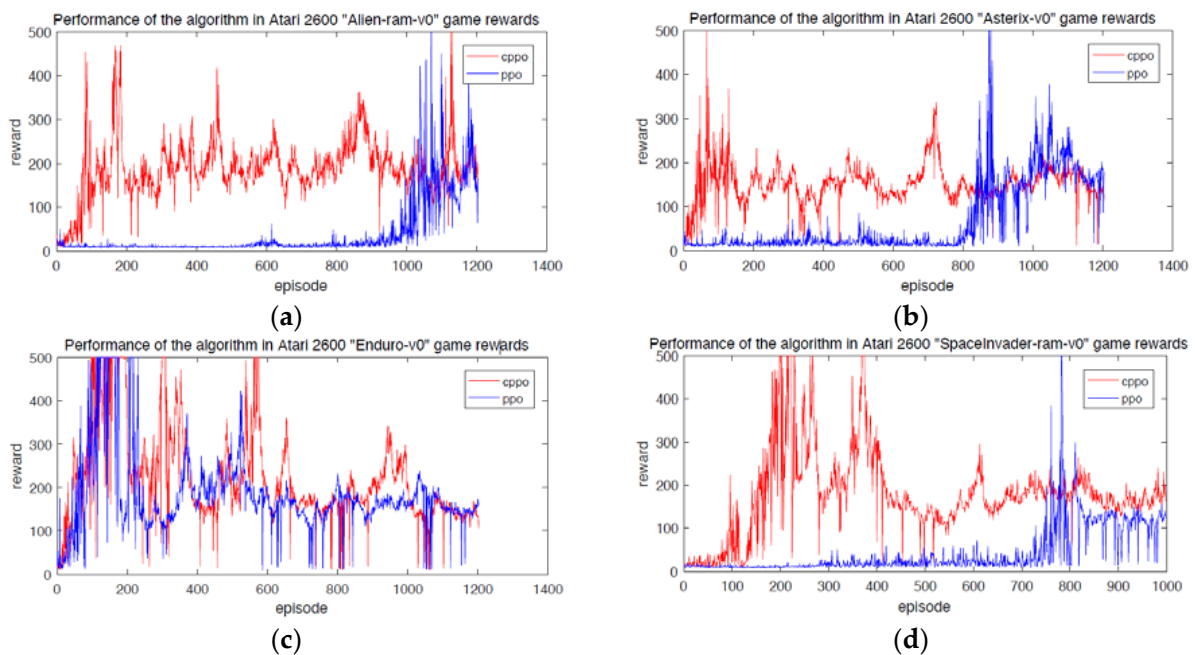 Performance of the algorithm in Atari 2600 "Alien-ram-v0" game rewards
500
400
300
200
100
0
reward
cppo
ppo
0 200 400 600 800 1000 1200 1400
episode
(a)
Performance of the algorithm in Atari 2600 "Asterix-v0" game rewards
500
400
300
200
100
0
reward
cppo
ppo
0 200 400 600 800 1000 1200 1400
episode
(b)
Performance of the algorithm in Atari 2600 "Enduro-v0" game rewards
500
400
300
200
100
0
reward
cppo
ppo
0 200 400 600 800 1000 1200 1400
episode
(c)
Performance of the algorithm in Atari 2600 "SpaceInvader-ram-v0" game rewards
500
400
300
200
100
0
reward
cppo
ppo
0 100 200 300 400 500 600 700 800 900 1000
episode
(d)